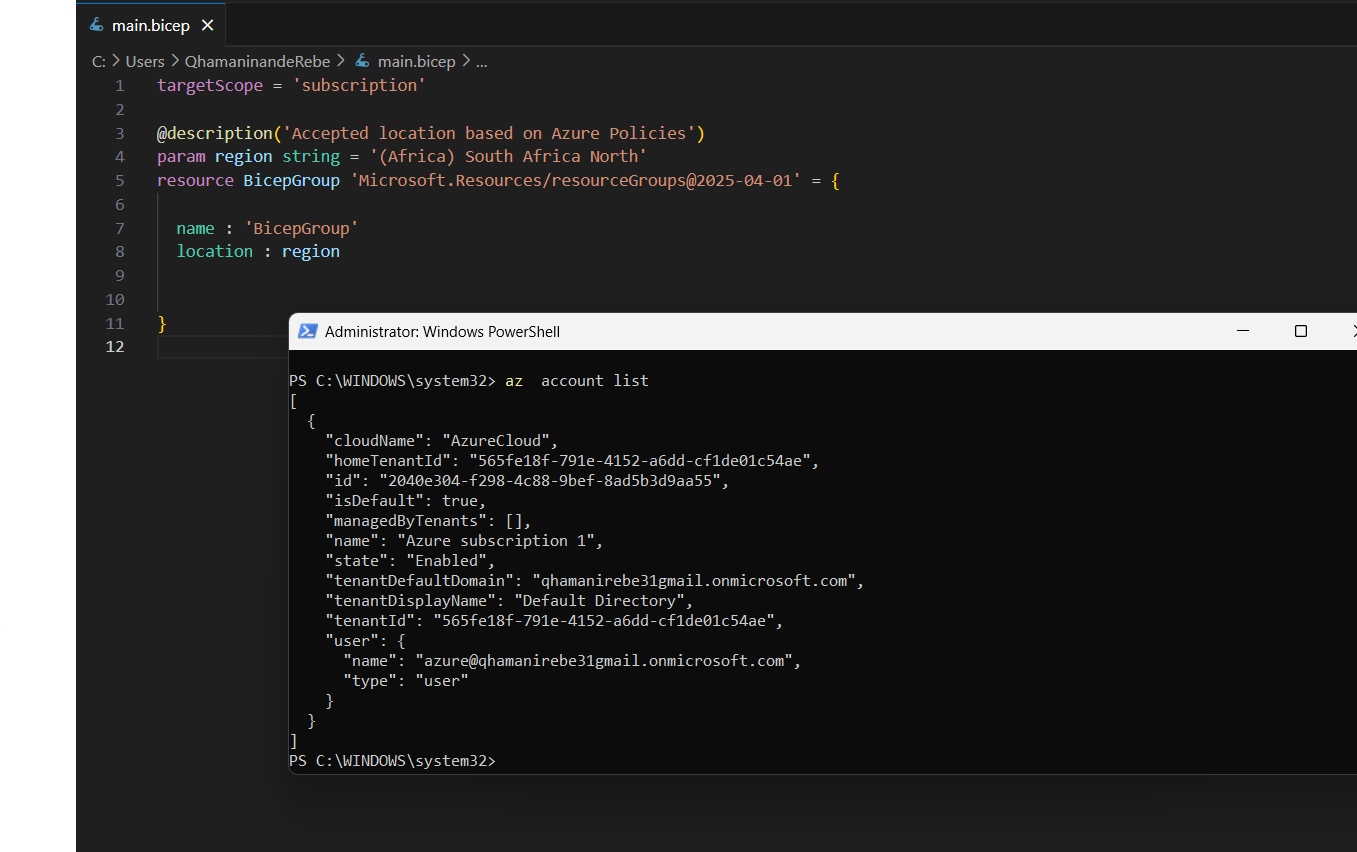 main.bicep
C: > Users > QhamaninandeRebe > main.bicep > ...
1 targetScope = 'subscription'
2
3 @description('Accepted location based on Azure Policies')
4 param region string = '(Africa) South Africa North'
5 resource BicepGroup 'Microsoft.Resources/resourceGroups@2025-04-01' = {
6
7 name : 'BicepGroup'
8 location : region
9
10
11 }
12
Administrator: Windows PowerShell
PS C:\WINDOWS\system32> az  account list
[
  {
    "cloudName": "AzureCloud",
    "homeTenantId": "565fe18f-791e-4152-a6dd-cf1de01c54ae",
    "id": "2040e304-f298-4c88-9bef-8ad5b3d9aa55",
    "isDefault": true,
    "managedByTenants": [],
    "name": "Azure subscription 1",
    "state": "Enabled",
    "tenantDefaultDomain": "qhamanirebe31gmail.onmicrosoft.com",
    "tenantDisplayName": "Default Directory",
    "tenantId": "565fe18f-791e-4152-a6dd-cf1de01c54ae",
    "user": {
      "name": "azure@qhamanirebe31gmail.onmicrosoft.com",
      "type": "user"
    }
  }
]
PS C:\WINDOWS\system32>